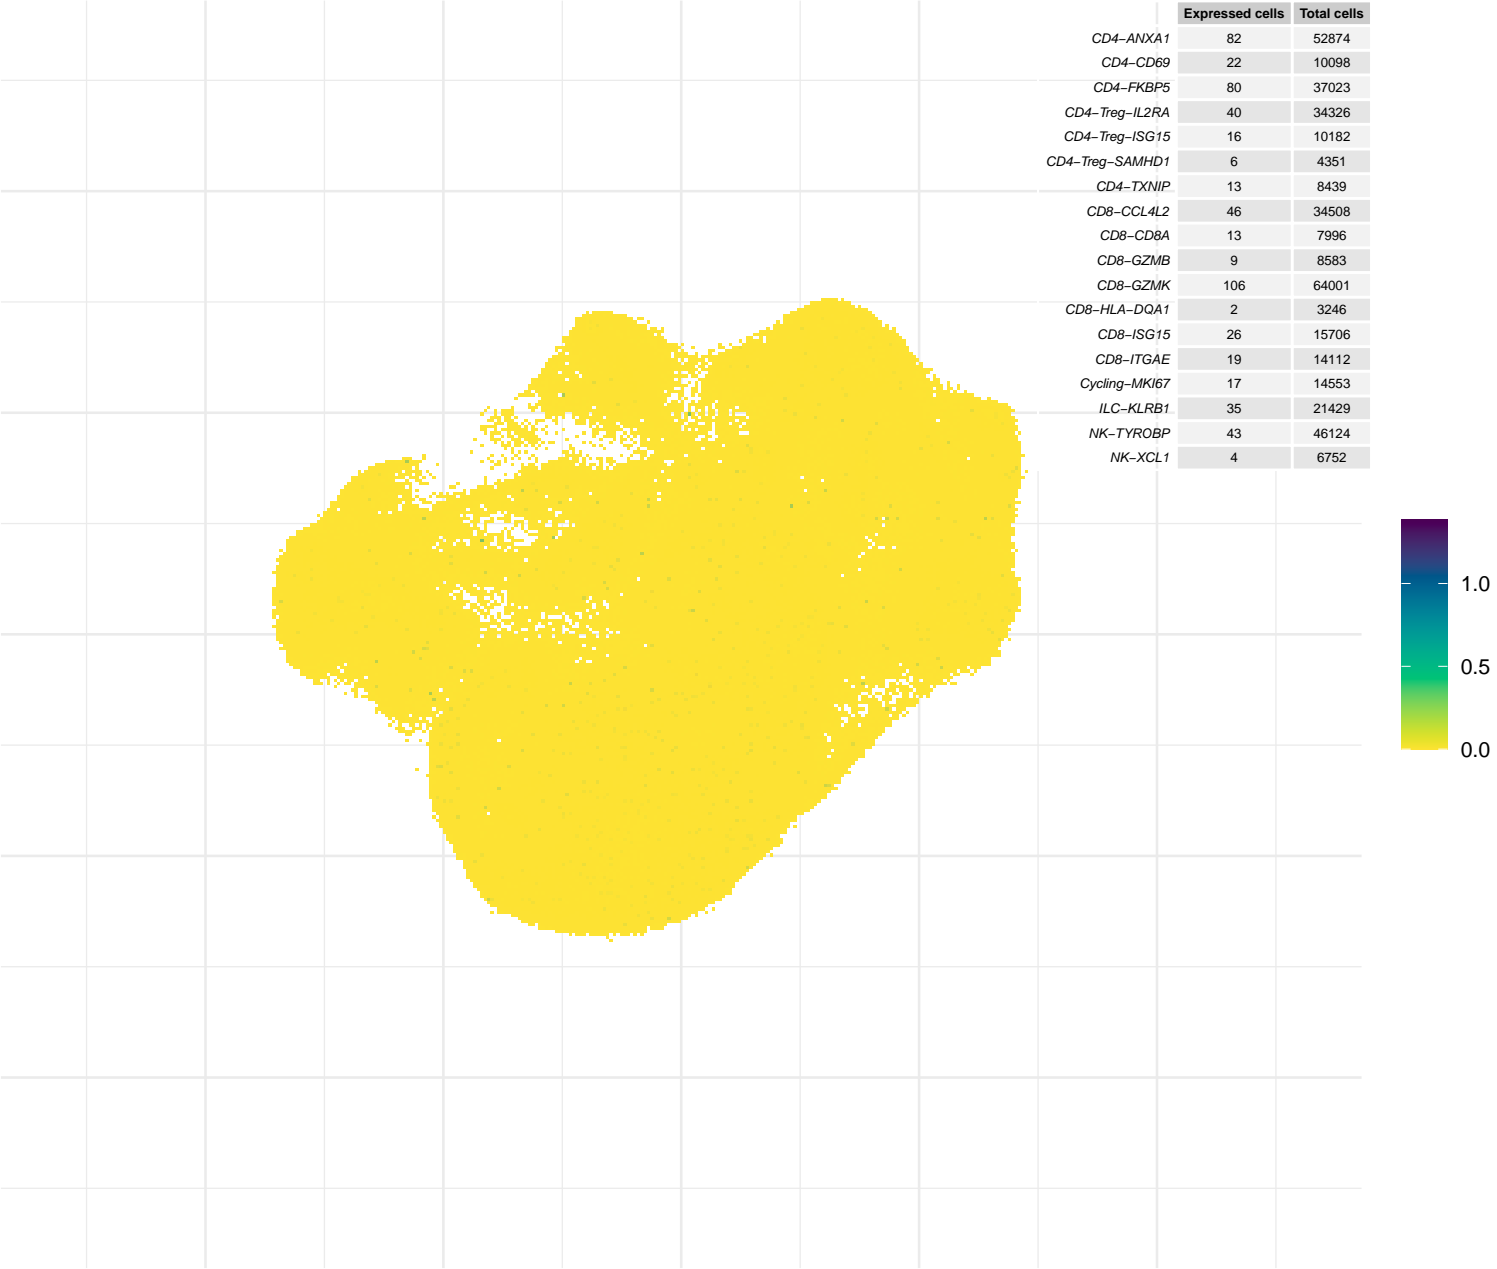 Expressed cells Total cells
CD4−ANXA1 82 52874
CD4−CD69 22 10098
CD4−FKBP5 80 37023
CD4−Treg−IL2RA 40 34326
CD4−Treg−ISG15 16 10182
CD4−Treg−SAMHD1 6 4351
CD4−TXNIP 13 8439
CD8−CCL4L2 46 34508
CD8−CD8A 13 7996
CD8−GZMB 9 8583
CD8−GZMK 106 64001
CD8−HLA−DQA1 2 3246
CD8−ISG15 26 15706
CD8−ITGAE 19 14112
Cycling−MKI67 17 14553
ILC−KLRB1 35 21429
NK−TYROBP 43 46124
NK−XCL1 4 6752
1.0
0.5
0.0